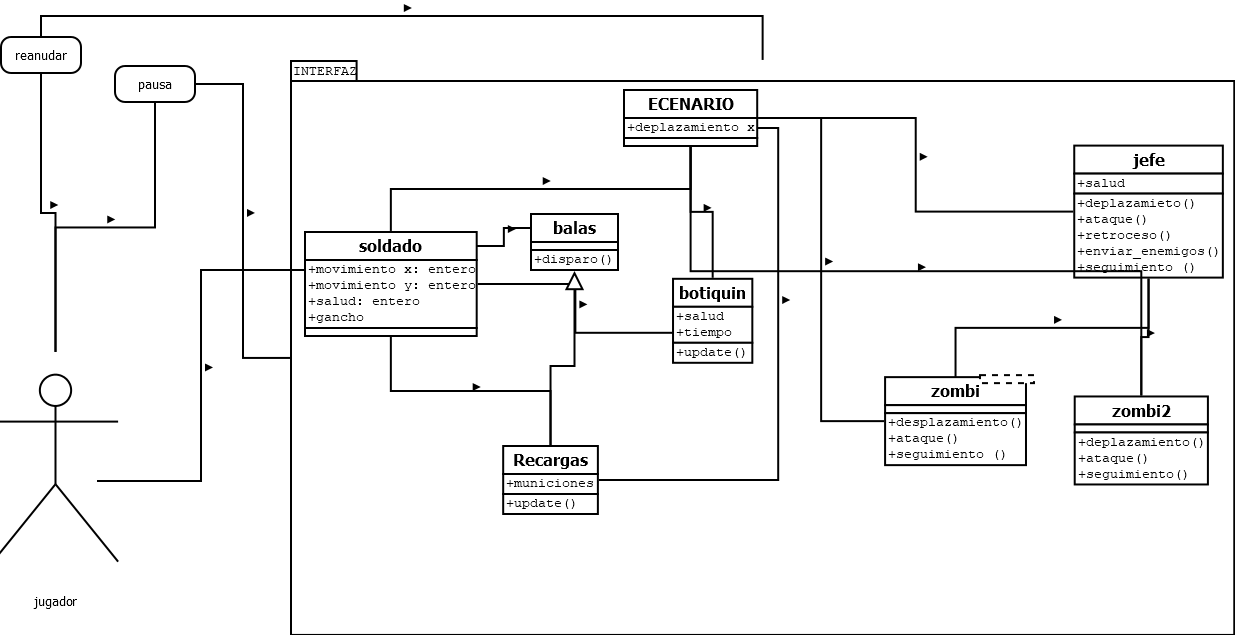 reanudar
pausa
INTERFAZ
ECENARIO
+deplazamiento x
jefe
+salud
+deplazamieto()
+ataque()
+retroceso()
+enviar_enemigos()
+seguimiento ()
balas
+disparo()
soldado
+movimiento x: entero
+movimiento y: entero
+salud: entero
+gancho
botiquin
+salud
+tiempo
+update()
zombi
+desplazamiento()
+ataque()
+seguimiento ()
zombi2
+deplazamiento()
+ataque()
+seguimiento()
Recargas
+municiones
+update()
jugador